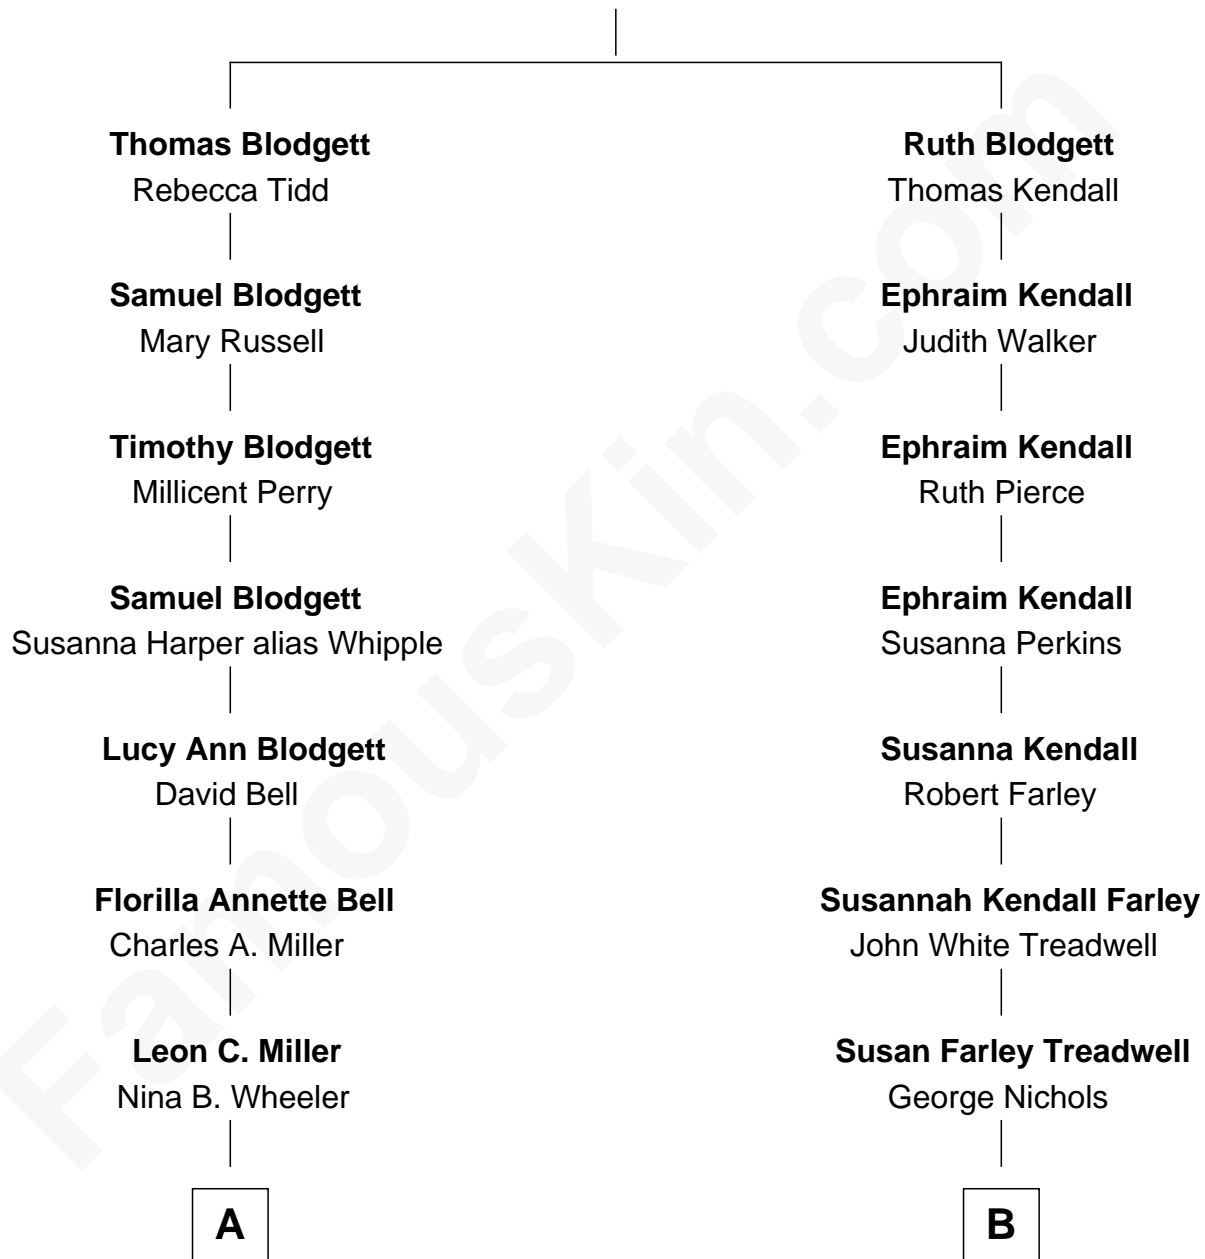 Thomas Blodgett
Rebecca Tidd
Samuel Blodgett
Mary Russell
Timothy Blodgett
Millicent Perry
Samuel Blodgett
Susanna Harper alias Whipple
Lucy Ann Blodgett
David Bell
Florilla Annette Bell
Charles A. Miller
Leon C. Miller
Nina B. Wheeler
A
Ruth Blodgett
Thomas Kendall
Ephraim Kendall
Judith Walker
Ephraim Kendall
Ruth Pierce
Ephraim Kendall
Susanna Perkins
Susanna Kendall
Robert Farley
Susannah Kendall Farley
John White Treadwell
Susan Farley Treadwell
George Nichols
B
FamousKin.com